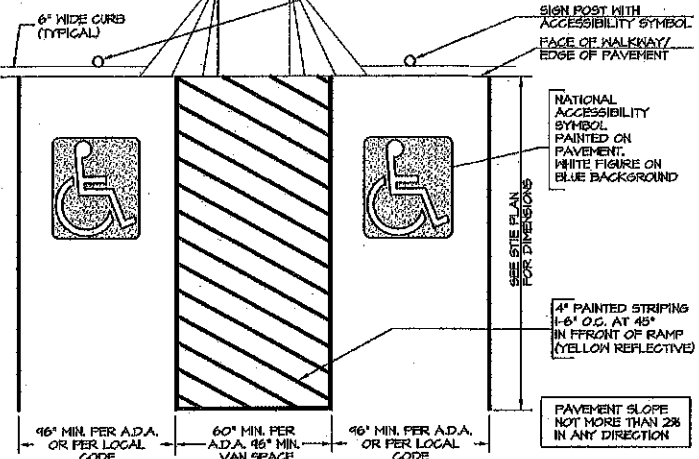 6" WIDE CURB
(TYPICAL)
SIGN POST WITH
ACCESSIBILITY SYMBOL
FACE OF WALKWAY/
EDGE OF PAVEMENT
NATIONAL
ACCESSIBILITY
SYMBOL
PAINTED ON
PAVEMENT.
WHITE FIGURE ON
BLUE BACKGROUND
SEE STIE PLAN
FOR DIMENSIONS
4" PAINTED STRIPING
1-6" O.C. AT 45°
IN FFRONT OF RAMP
(YELLOW REFLECTIVE)
PAVEMENT SLOPE
NOT MORE THAN 2%
IN ANY DIRECTION
96" MIN. PER A.D.A.
OR PER LOCAL
CODE
60" MIN. PER
A.D.A. 96" MIN.
VAN SPACE
96" MIN. PER A.D.A.
OR PER LOCAL
CODE